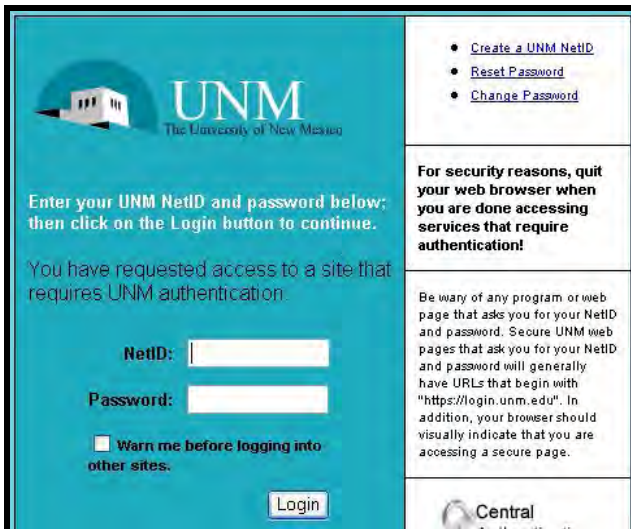 UNM
The University of New Mexico
Enter your UNM NetID and password below;
then click on the Login button to continue.
You have requested access to a site that
requires UNM authentication.
NetID:
Password:
Warn me before logging into
other sites.
Login
Create a UNM NetID
Reset Password
Change Password
For security reasons, quit
your web browser when
you are done accessing
services that require
authentication!
Be wary of any program or web
page that asks you for your NetID
and password. Secure UNM web
pages that ask you for your NetID
and password will generally
have URLs that begin with
"https://login.unm.edu". In
addition, your browser should
visually indicate that you are
accessing a secure page.
Central